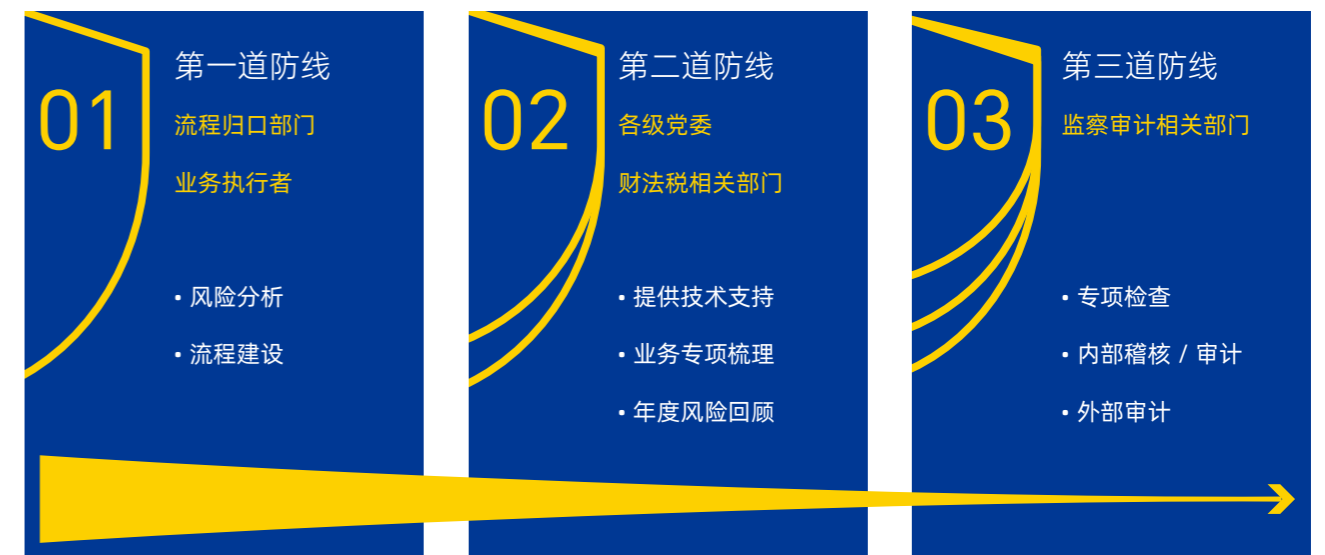 01
第一道防线
流程归口部门
业务执行者
• 风险分析
• 流程建设
02
第二道防线
各级党委
财法税相关部门
• 提供技术支持
• 业务专项梳理
• 年度风险回顾
03
第三道防线
监察审计相关部门
• 专项检查
• 内部稽核 / 审计
• 外部审计